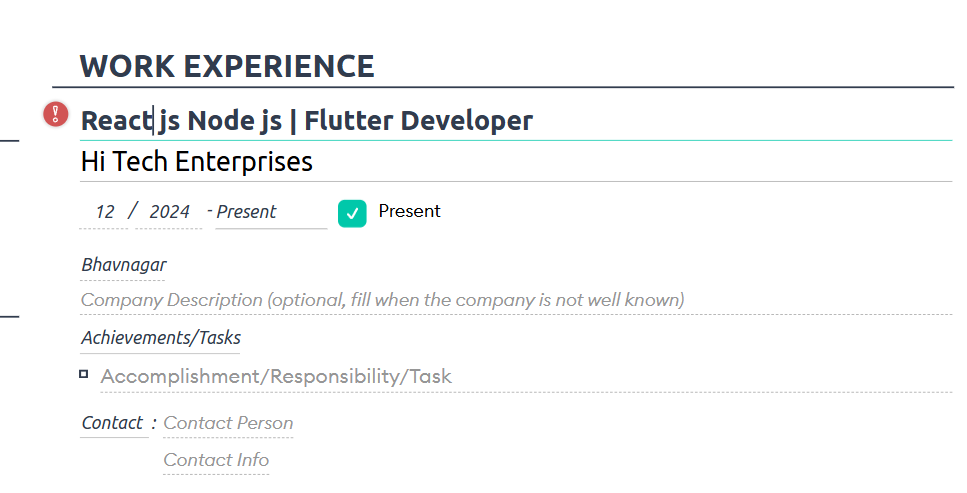 WORK EXPERIENCE
React js Node js | Flutter Developer
Hi Tech Enterprises
12 / 2024 - Present Present
Bhavnagar
Company Description (optional, fill when the company is not well known)
Achievements/Tasks
Accomplishment/Responsibility/Task
Contact : Contact Person
Contact Info